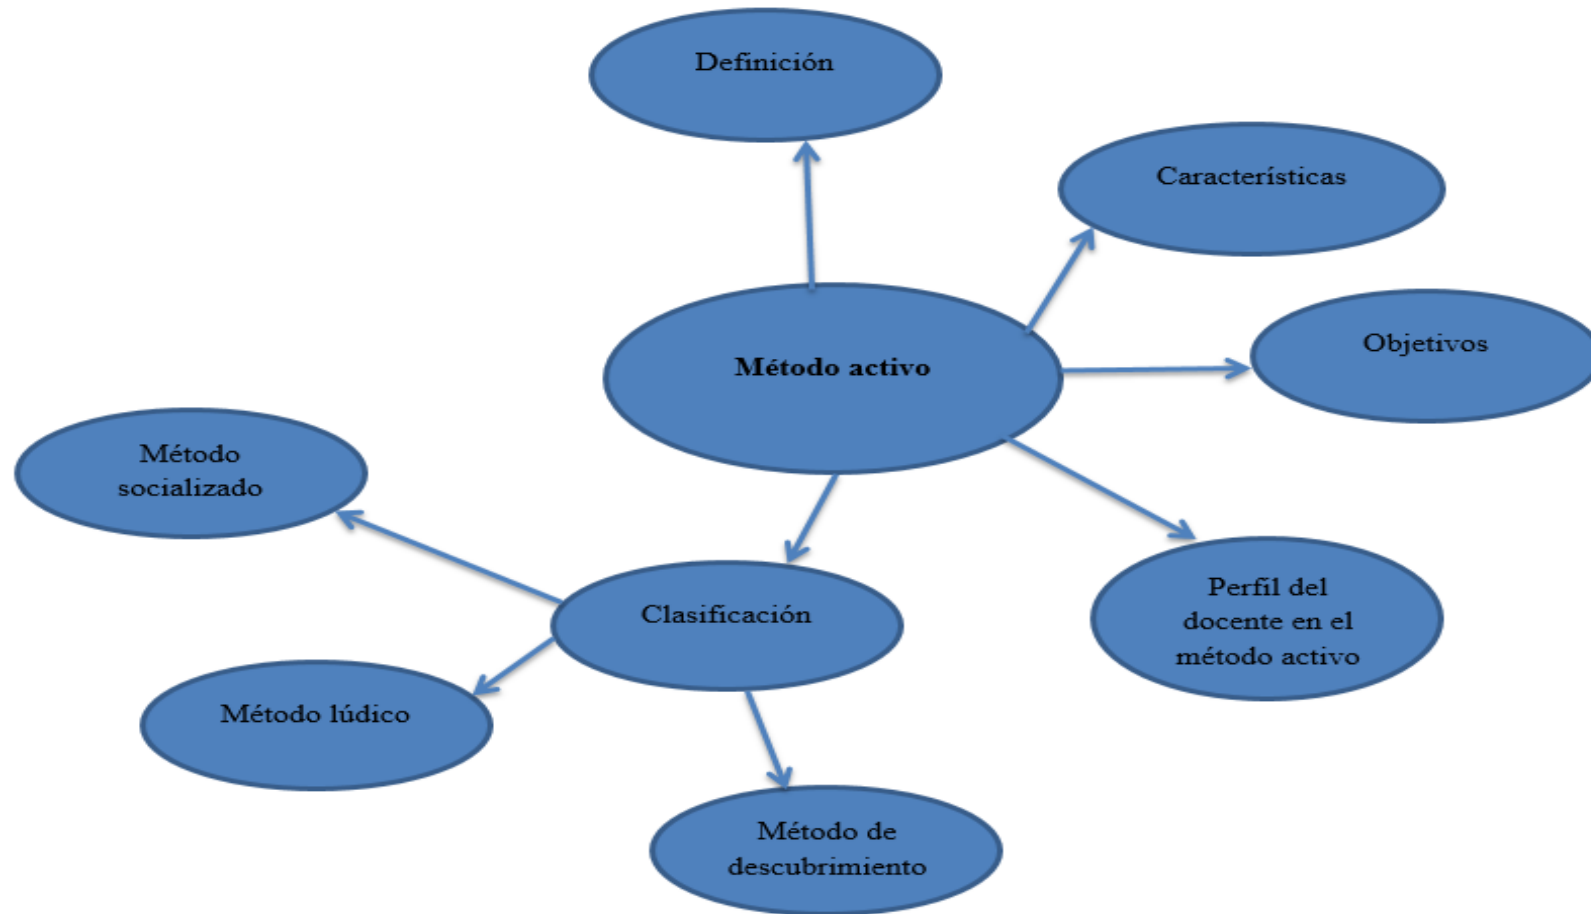 Definición
Característícas
Objetivos
Método activo
Método
socializado
Clasificación
Perfil del
docente en el
método activo
Método lúdico
Método de
descubrimiento